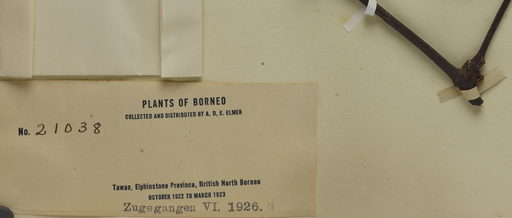 PLANTS OF BORNEO
COLLECTED AND DISTRIBUTED BY A. D. E. ELMER
No. 21038
Tawao, Elphinstone Province, British North Borneo
OCTOBER 1922 TO MARCH 1923
Zugegangen VI. 1926.